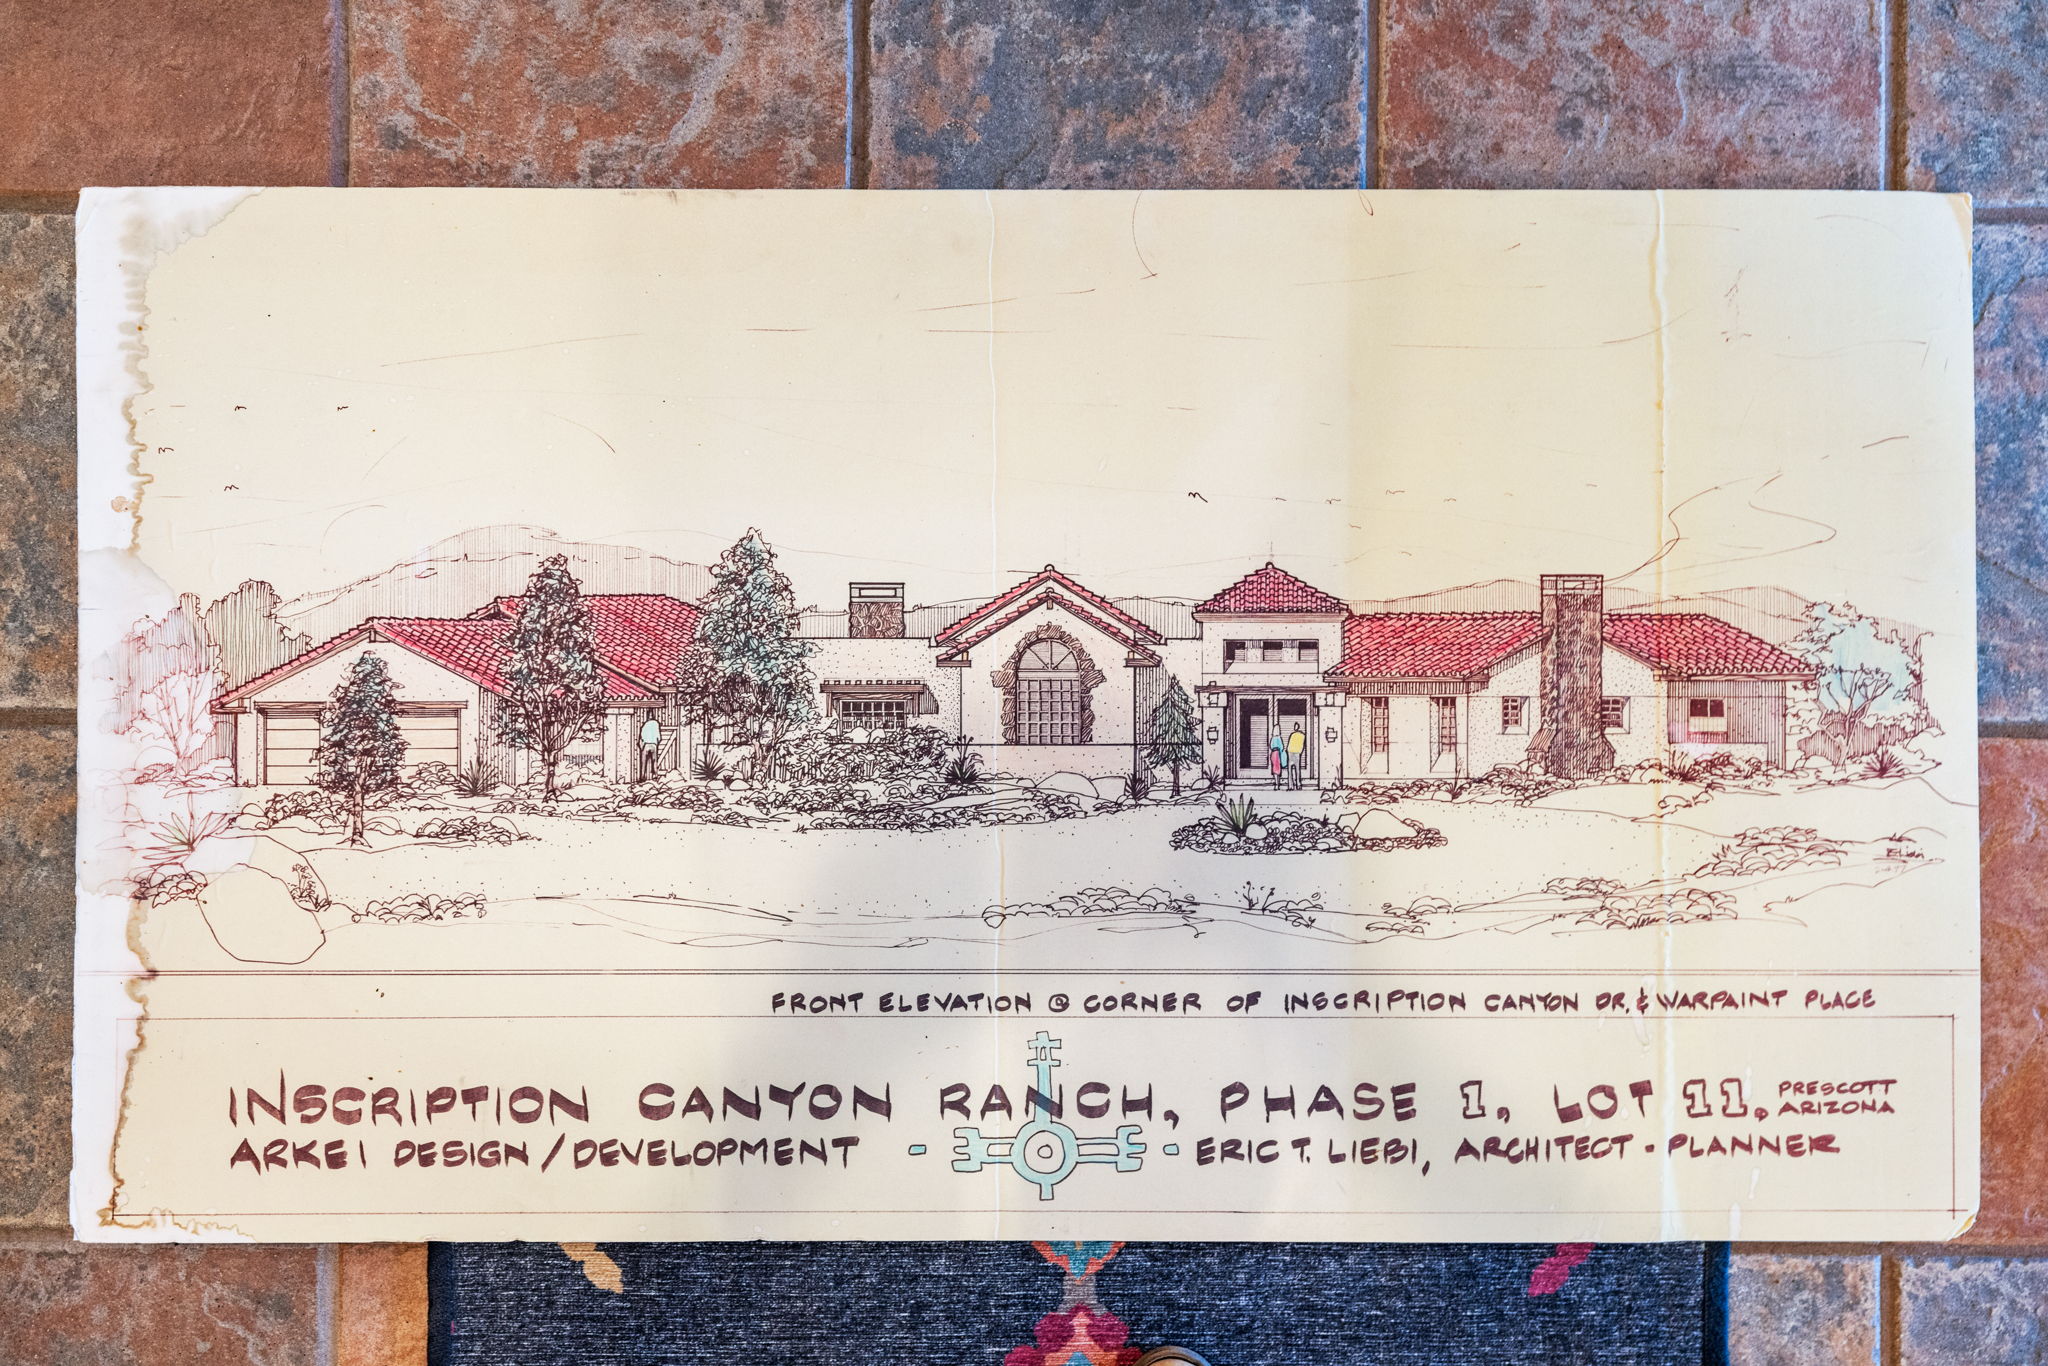 FRONT ELEVATION @ CORNER OF INSCRIPTION CANYON DR. & WARPAINT PLACE
INSCRIPTION CANYON RANCH, PHASE 1, LOT 11, PRESCOTT ARIZONA
ARKEI DESIGN/DEVELOPMENT - ERIC T. LIEBI, ARCHITECT - PLANNER